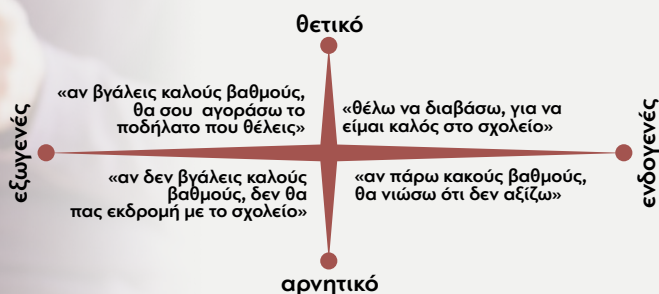 θετικό
«αν βγάλεις καλούς βαθμούς,
θα σου αγοράσω το
ποδήλατο που θέλεις»
«θέλω να διαβάσω, για να
είμαι καλός στο σχολείο»
εξωγενές
ενδογενές
«αν δεν βγάλεις καλούς
βαθμούς, δεν θα
πας εκδρομή με το σχολείο»
«αν πάρω κακούς βαθμούς,
θα νιώσω ότι δεν αξίζω»
αρνητικό